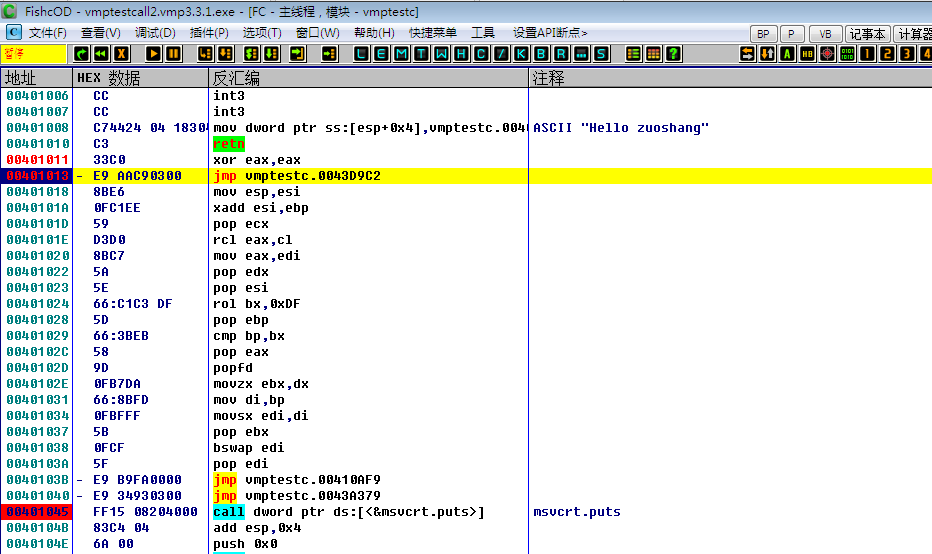 FishcOD - vmptestcall2.vmp3.3.1.exe - [FC - 主线程, 模块 - vmptestc]
C 文件(F) 查看(V) 调试(D) 插件(P) 选项(T) 窗口(W) 帮助(H) 快捷菜单 工具 设置API断点> BP P VB 记事本 计算器
暂停 L E M T W H C / K B R ... S ? A HB 1 2 3 4
地址 HEX 数据 反汇编 注释
00401006 CC int3
00401007 CC int3
00401008 C74424 04 18304 mov dword ptr ss:[esp+0x4],vmptestc.004 ASCII "Hello zuoshang"
00401010 C3 retn
00401011 33C0 xor eax,eax
00401013 - E9 AAC90300 jmp vmptestc.0043D9C2
00401018 8BE6 mov esp,esi
0040101A 0FC1EE xadd esi,ebp
0040101D 59 pop ecx
0040101E D3D0 rcl eax,cl
00401020 8BC7 mov eax,edi
00401022 5A pop edx
00401023 5E pop esi
00401024 66:C1C3 DF rol bx,0xDF
00401028 5D pop ebp
00401029 66:3BEB cmp bp,bx
0040102C 58 pop eax
0040102D 9D popfd
0040102E 0FB7DA movzx ebx,dx
00401031 66:8BFD mov di,bp
00401034 0FBFFF movsx edi,di
00401037 5B pop ebx
00401038 0FCF bswap edi
0040103A 5F pop edi
0040103B - E9 B9FA0000 jmp vmptestc.00410AF9
00401040 - E9 34930300 jmp vmptestc.0043A379
00401045 FF15 08204000 call dword ptr ds:[<&msvcrt.puts>] msvcrt.puts
0040104B 83C4 04 add esp,0x4
0040104E 6A 00 push 0x0